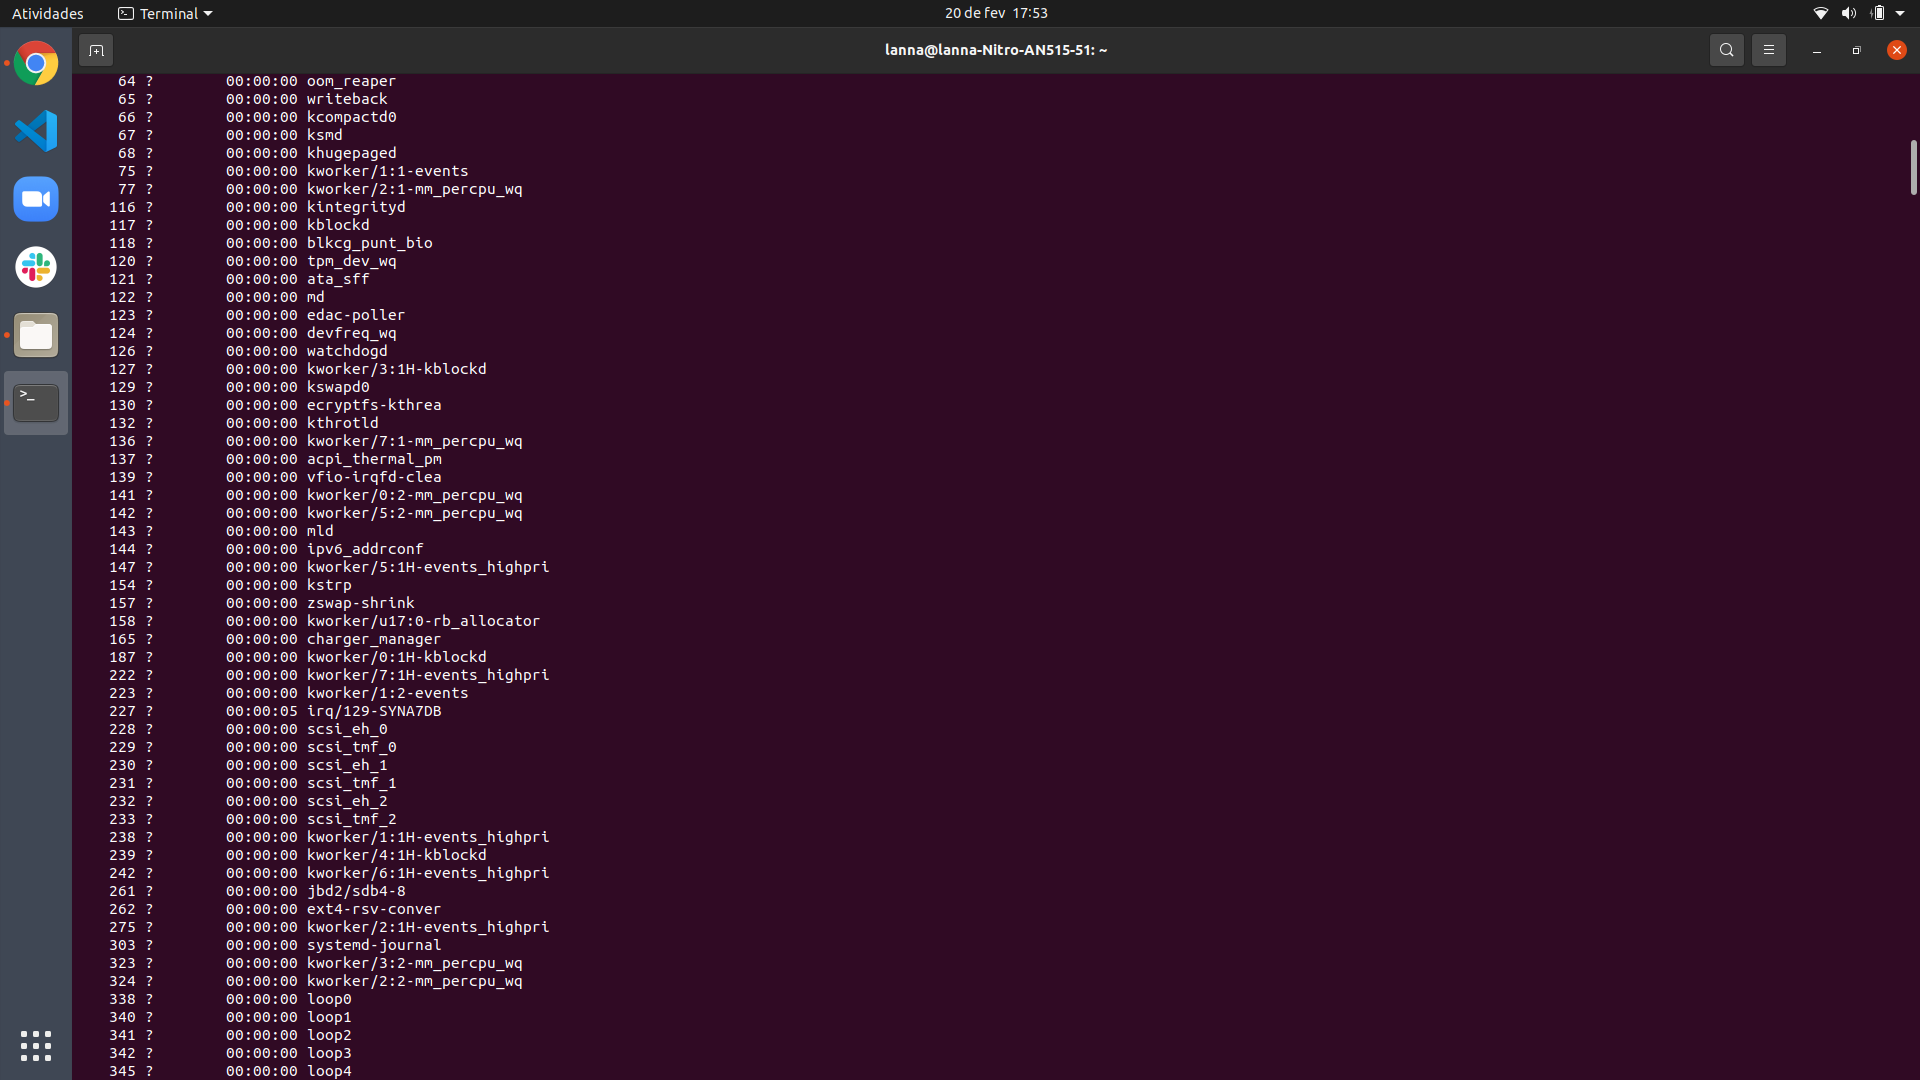 Atividades Terminal 20 de fev 17:53
lanna@lanna-Nitro-AN515-51: ~
64 ? 00:00:00 oom_reaper
65 ? 00:00:00 writeback
66 ? 00:00:00 kcompactd0
67 ? 00:00:00 ksmd
68 ? 00:00:00 khugepaged
75 ? 00:00:00 kworker/1:1-events
77 ? 00:00:00 kworker/2:1-mm_percpu_wq
116 ? 00:00:00 kintegrityd
117 ? 00:00:00 kblockd
118 ? 00:00:00 blkcg_punt_bio
120 ? 00:00:00 tpm_dev_wq
121 ? 00:00:00 ata_sff
122 ? 00:00:00 md
123 ? 00:00:00 edac-poller
124 ? 00:00:00 devfreq_wq
126 ? 00:00:00 watchdogd
127 ? 00:00:00 kworker/3:1H-kblockd
129 ? 00:00:00 kswapd0
130 ? 00:00:00 ecryptfs-kthrea
132 ? 00:00:00 kthrotld
136 ? 00:00:00 kworker/7:1-mm_percpu_wq
137 ? 00:00:00 acpi_thermal_pm
139 ? 00:00:00 vfio-irqfd-clea
141 ? 00:00:00 kworker/0:2-mm_percpu_wq
142 ? 00:00:00 kworker/5:2-mm_percpu_wq
143 ? 00:00:00 mld
144 ? 00:00:00 ipv6_addrconf
147 ? 00:00:00 kworker/5:1H-events_highpri
154 ? 00:00:00 kstrp
157 ? 00:00:00 zswap-shrink
158 ? 00:00:00 kworker/u17:0-rb_allocator
165 ? 00:00:00 charger_manager
187 ? 00:00:00 kworker/0:1H-kblockd
222 ? 00:00:00 kworker/7:1H-events_highpri
223 ? 00:00:00 kworker/1:2-events
227 ? 00:00:05 irq/129-SYNA7DB
228 ? 00:00:00 scsi_eh_0
229 ? 00:00:00 scsi_tmf_0
230 ? 00:00:00 scsi_eh_1
231 ? 00:00:00 scsi_tmf_1
232 ? 00:00:00 scsi_eh_2
233 ? 00:00:00 scsi_tmf_2
238 ? 00:00:00 kworker/1:1H-events_highpri
239 ? 00:00:00 kworker/4:1H-kblockd
242 ? 00:00:00 kworker/6:1H-events_highpri
261 ? 00:00:00 jbd2/sdb4-8
262 ? 00:00:00 ext4-rsv-conver
275 ? 00:00:00 kworker/2:1H-events_highpri
303 ? 00:00:00 systemd-journal
323 ? 00:00:00 kworker/3:2-mm_percpu_wq
324 ? 00:00:00 kworker/2:2-mm_percpu_wq
338 ? 00:00:00 loop0
340 ? 00:00:00 loop1
341 ? 00:00:00 loop2
342 ? 00:00:00 loop3
345 ? 00:00:00 loop4